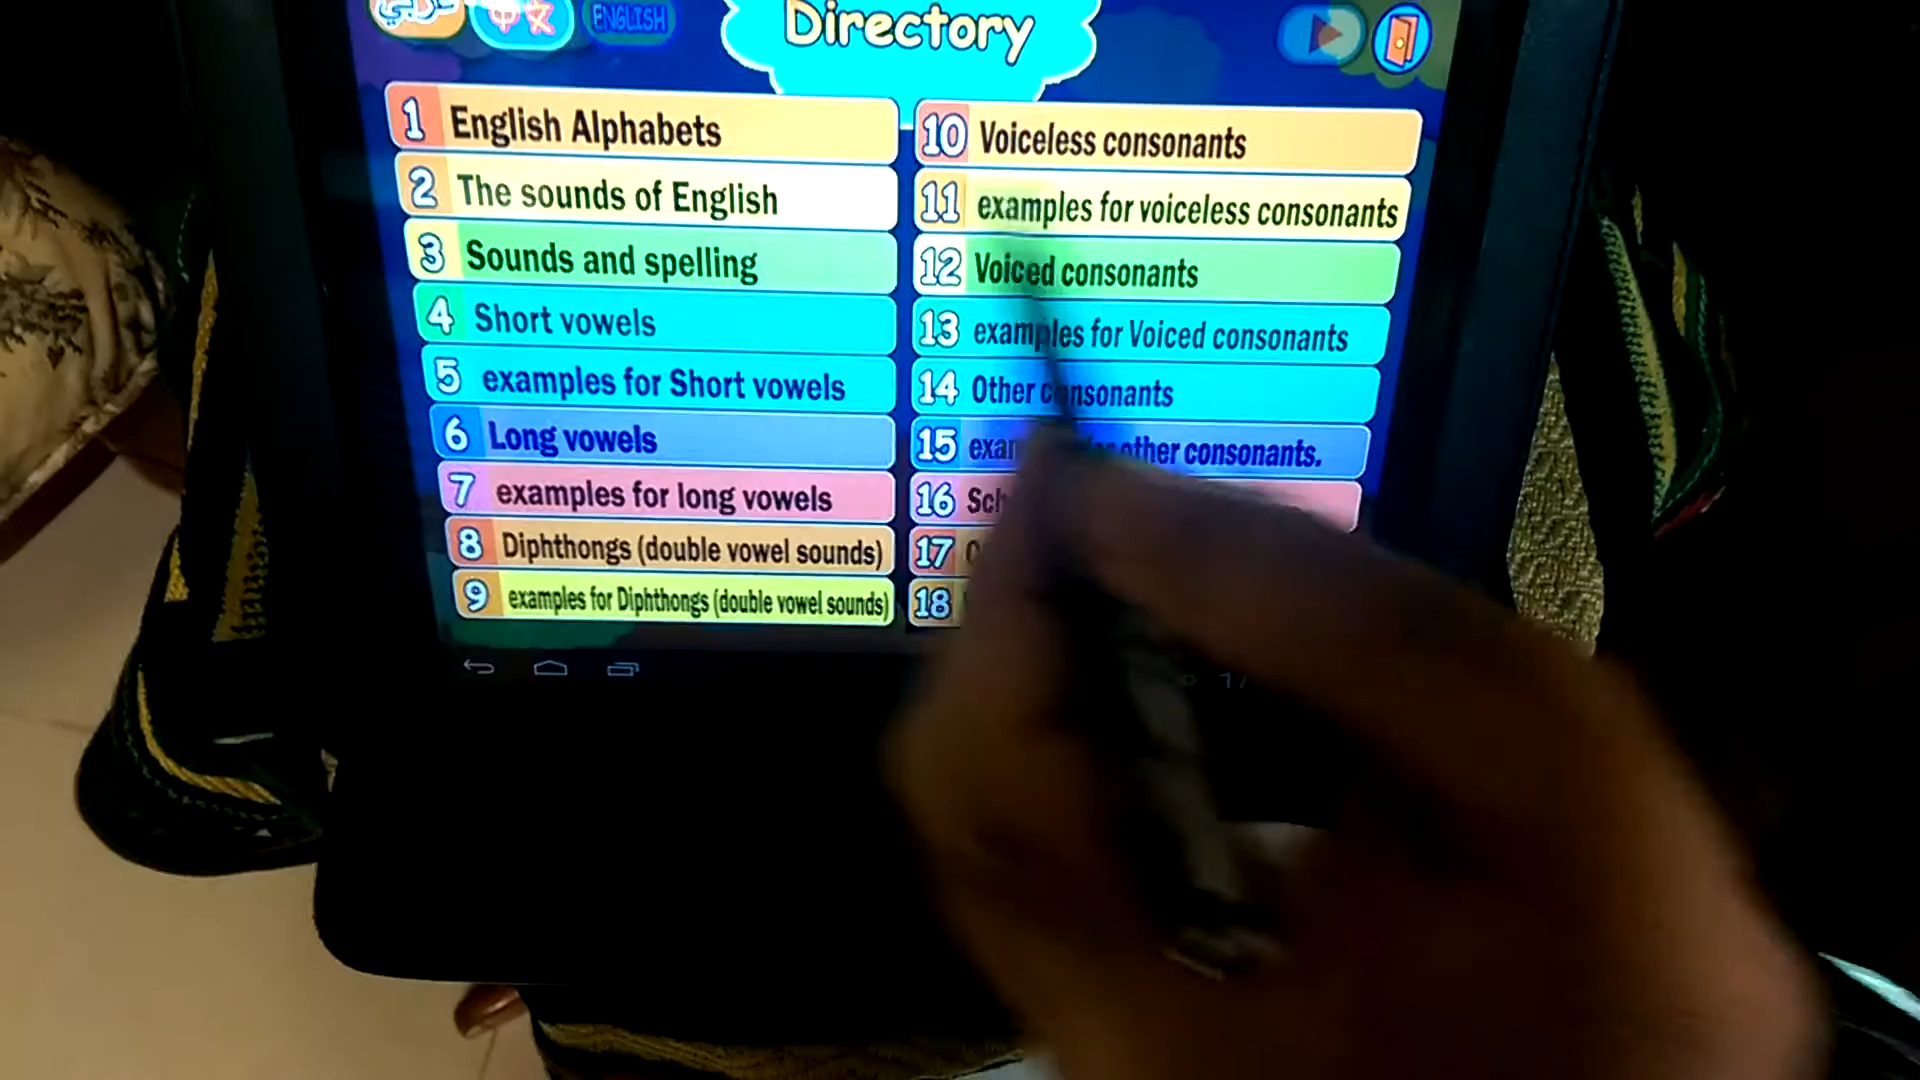 中文
ENGLISH
Directory
1 English Alphabets
2 The sounds of English
3 Sounds and spelling
4 Short vowels
5 examples for Short vowels
6 Long vowels
7 examples for long vowels
8 Diphthongs (double vowel sounds)
9 examples for Diphthongs (double vowel sounds)
10 Voiceless consonants
11 examples for voiceless consonants
12 Voiced consonants
13 examples for Voiced consonants
14 Other consonants
15 other consonants.
16
17
18